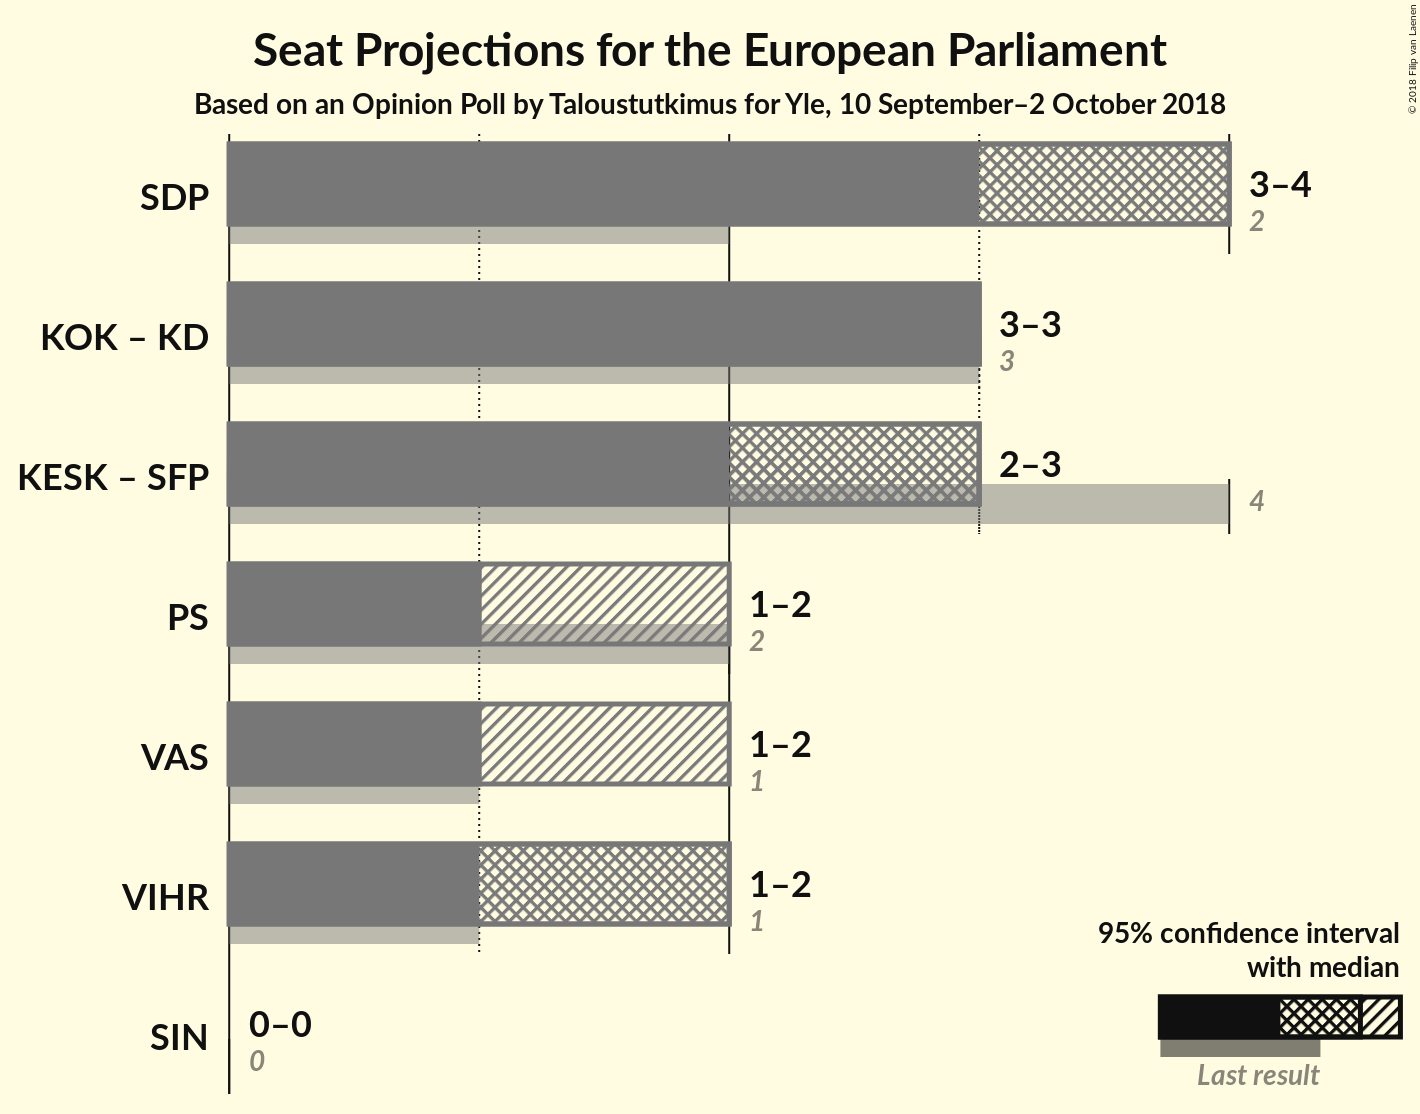 Seat Projections for the European Parliament
Based on an Opinion Poll by Taloustutkimus for Yle, 10 September–2 October 2018
© 2018 Filip van Laenen
SDP
3–4
2
KOK – KD
3–3
3
KESK – SFP
2–3
4
PS
1–2
2
VAS
1–2
1
VIHR
1–2
1
SIN
0–0
0
95% confidence interval
with median
Last result